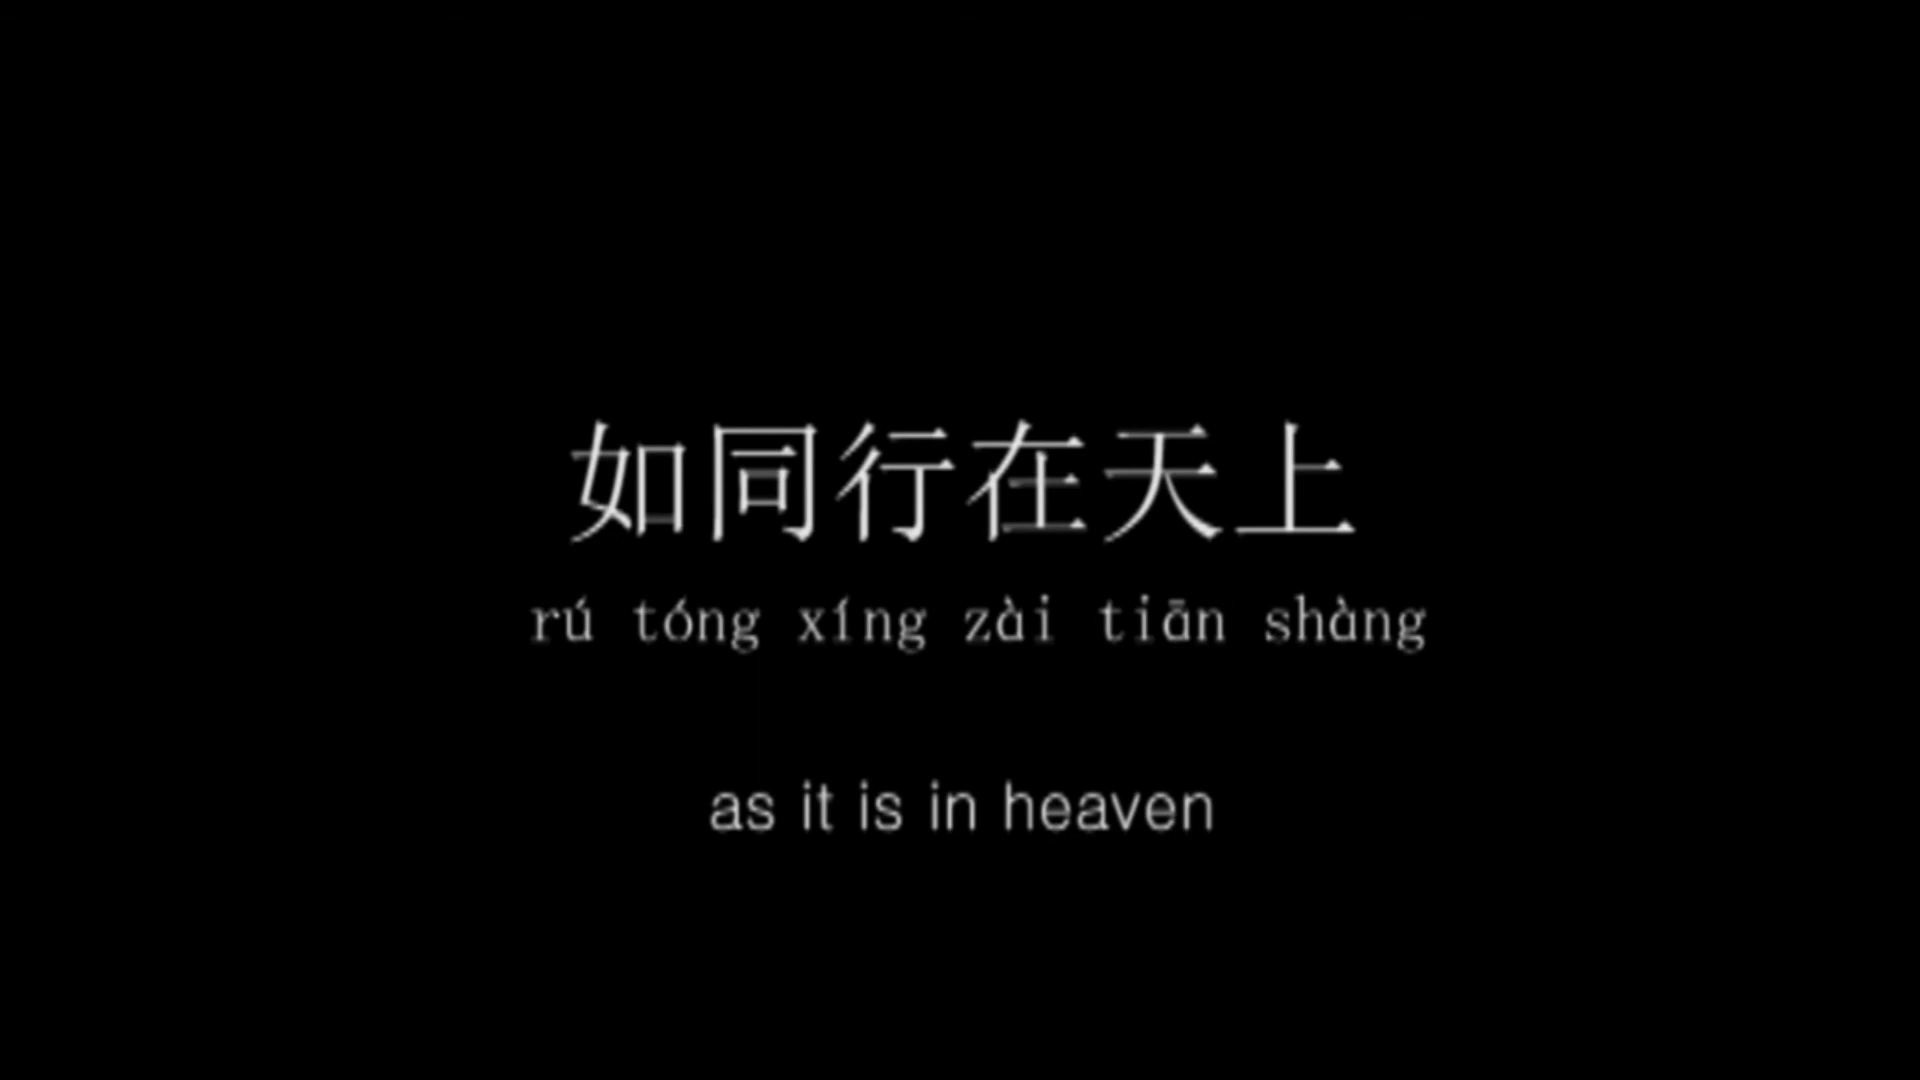 如同行在天上
rú tóng xíng zài tiān shàng
as it is in heaven